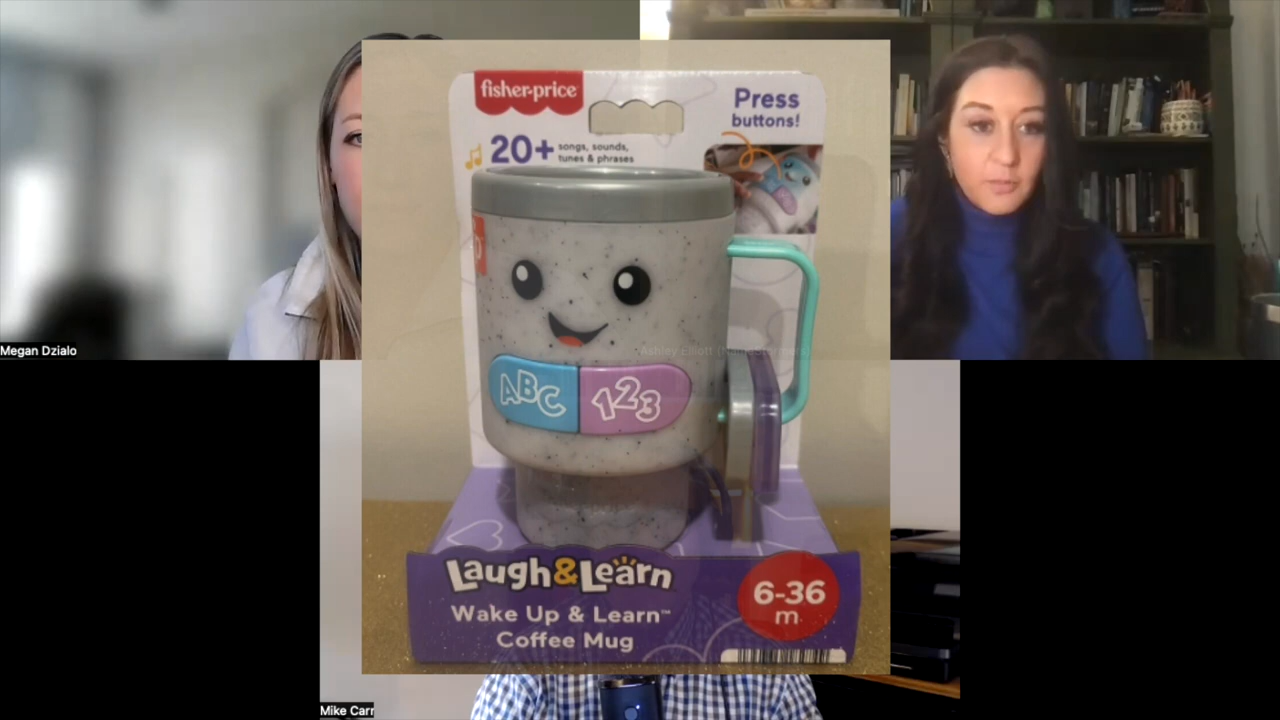 fisher·price
Press
buttons!
20+
songs, sounds,
tunes & phrases
ABC
123
Megan Dzialo
Laugh&Learn
Wake Up & Learn™
Coffee Mug
6-36
m
Mike Carr